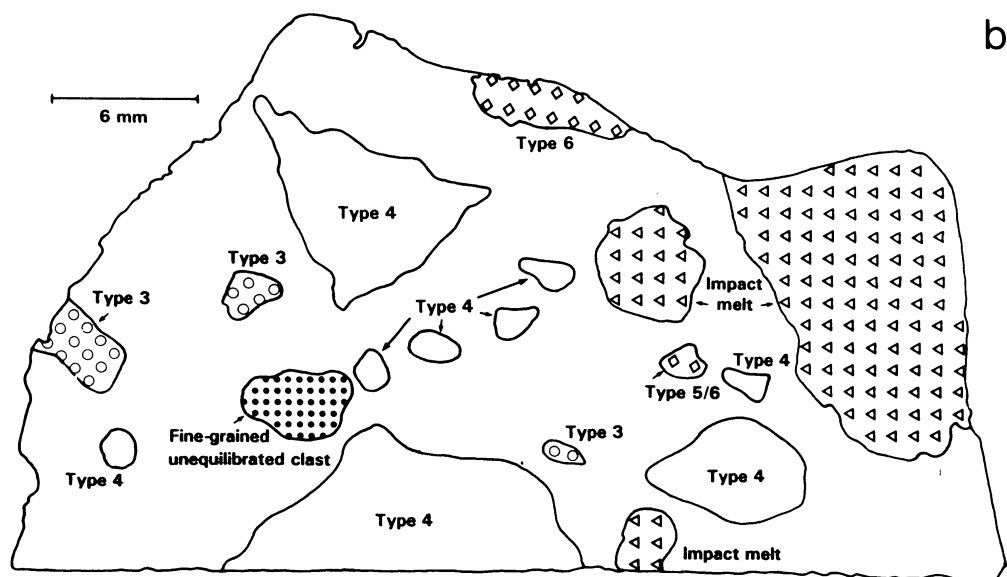 b
6 mm
Type 6
Type 4
Type 3
Type 3
Type 4
Impact
melt
Type 4
Type 5/6
Fine-grained
unequilibrated clast
Type 3
Type 4
Type 4
Type 4
Impact melt